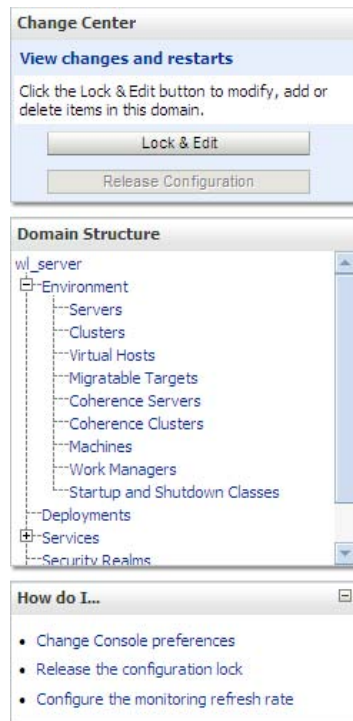 Change Center
View changes and restarts
Click the Lock & Edit button to modify, add or
delete items in this domain.
Lock & Edit
Release Configuration
Domain Structure
wl_server
Environment
Servers
Clusters
Virtual Hosts
Migratable Targets
Coherence Servers
Coherence Clusters
Machines
Work Managers
Startup and Shutdown Classes
Deployments
Services
Security Realms
How do I...
Change Console preferences
Release the configuration lock
Configure the monitoring refresh rate